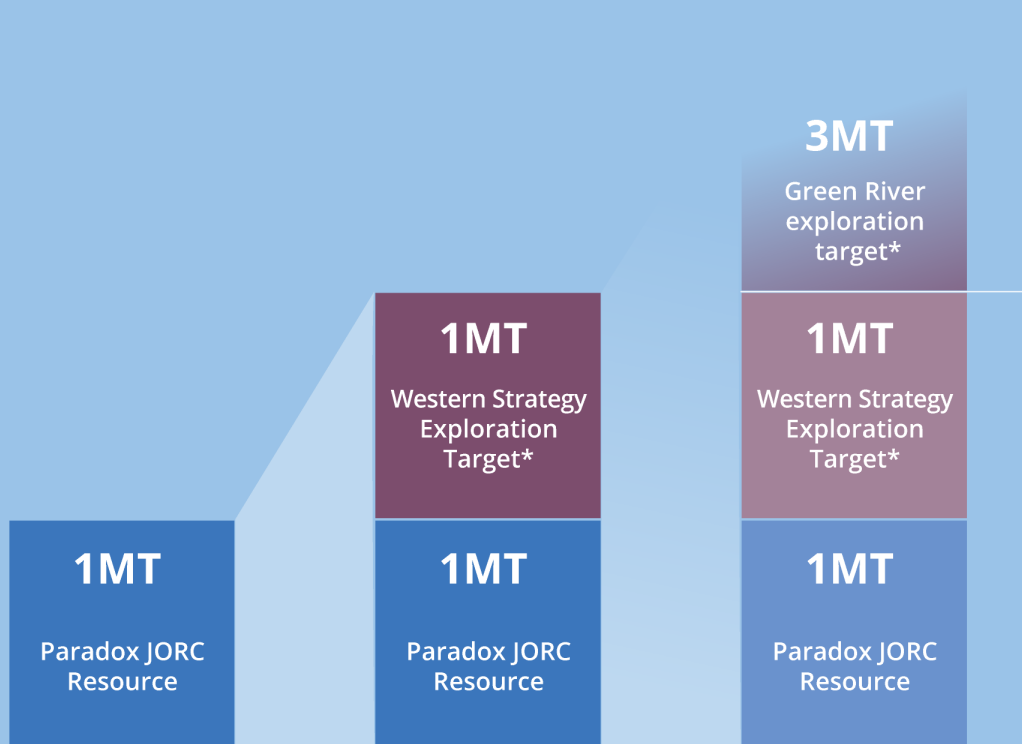 1MT
Paradox JORC
Resource
1MT
Western Strategy
Exploration
Target*
1MT
Paradox JORC
Resource
3MT
Green River
exploration
target*
1MT
Western Strategy
Exploration
Target*
1MT
Paradox JORC
Resource